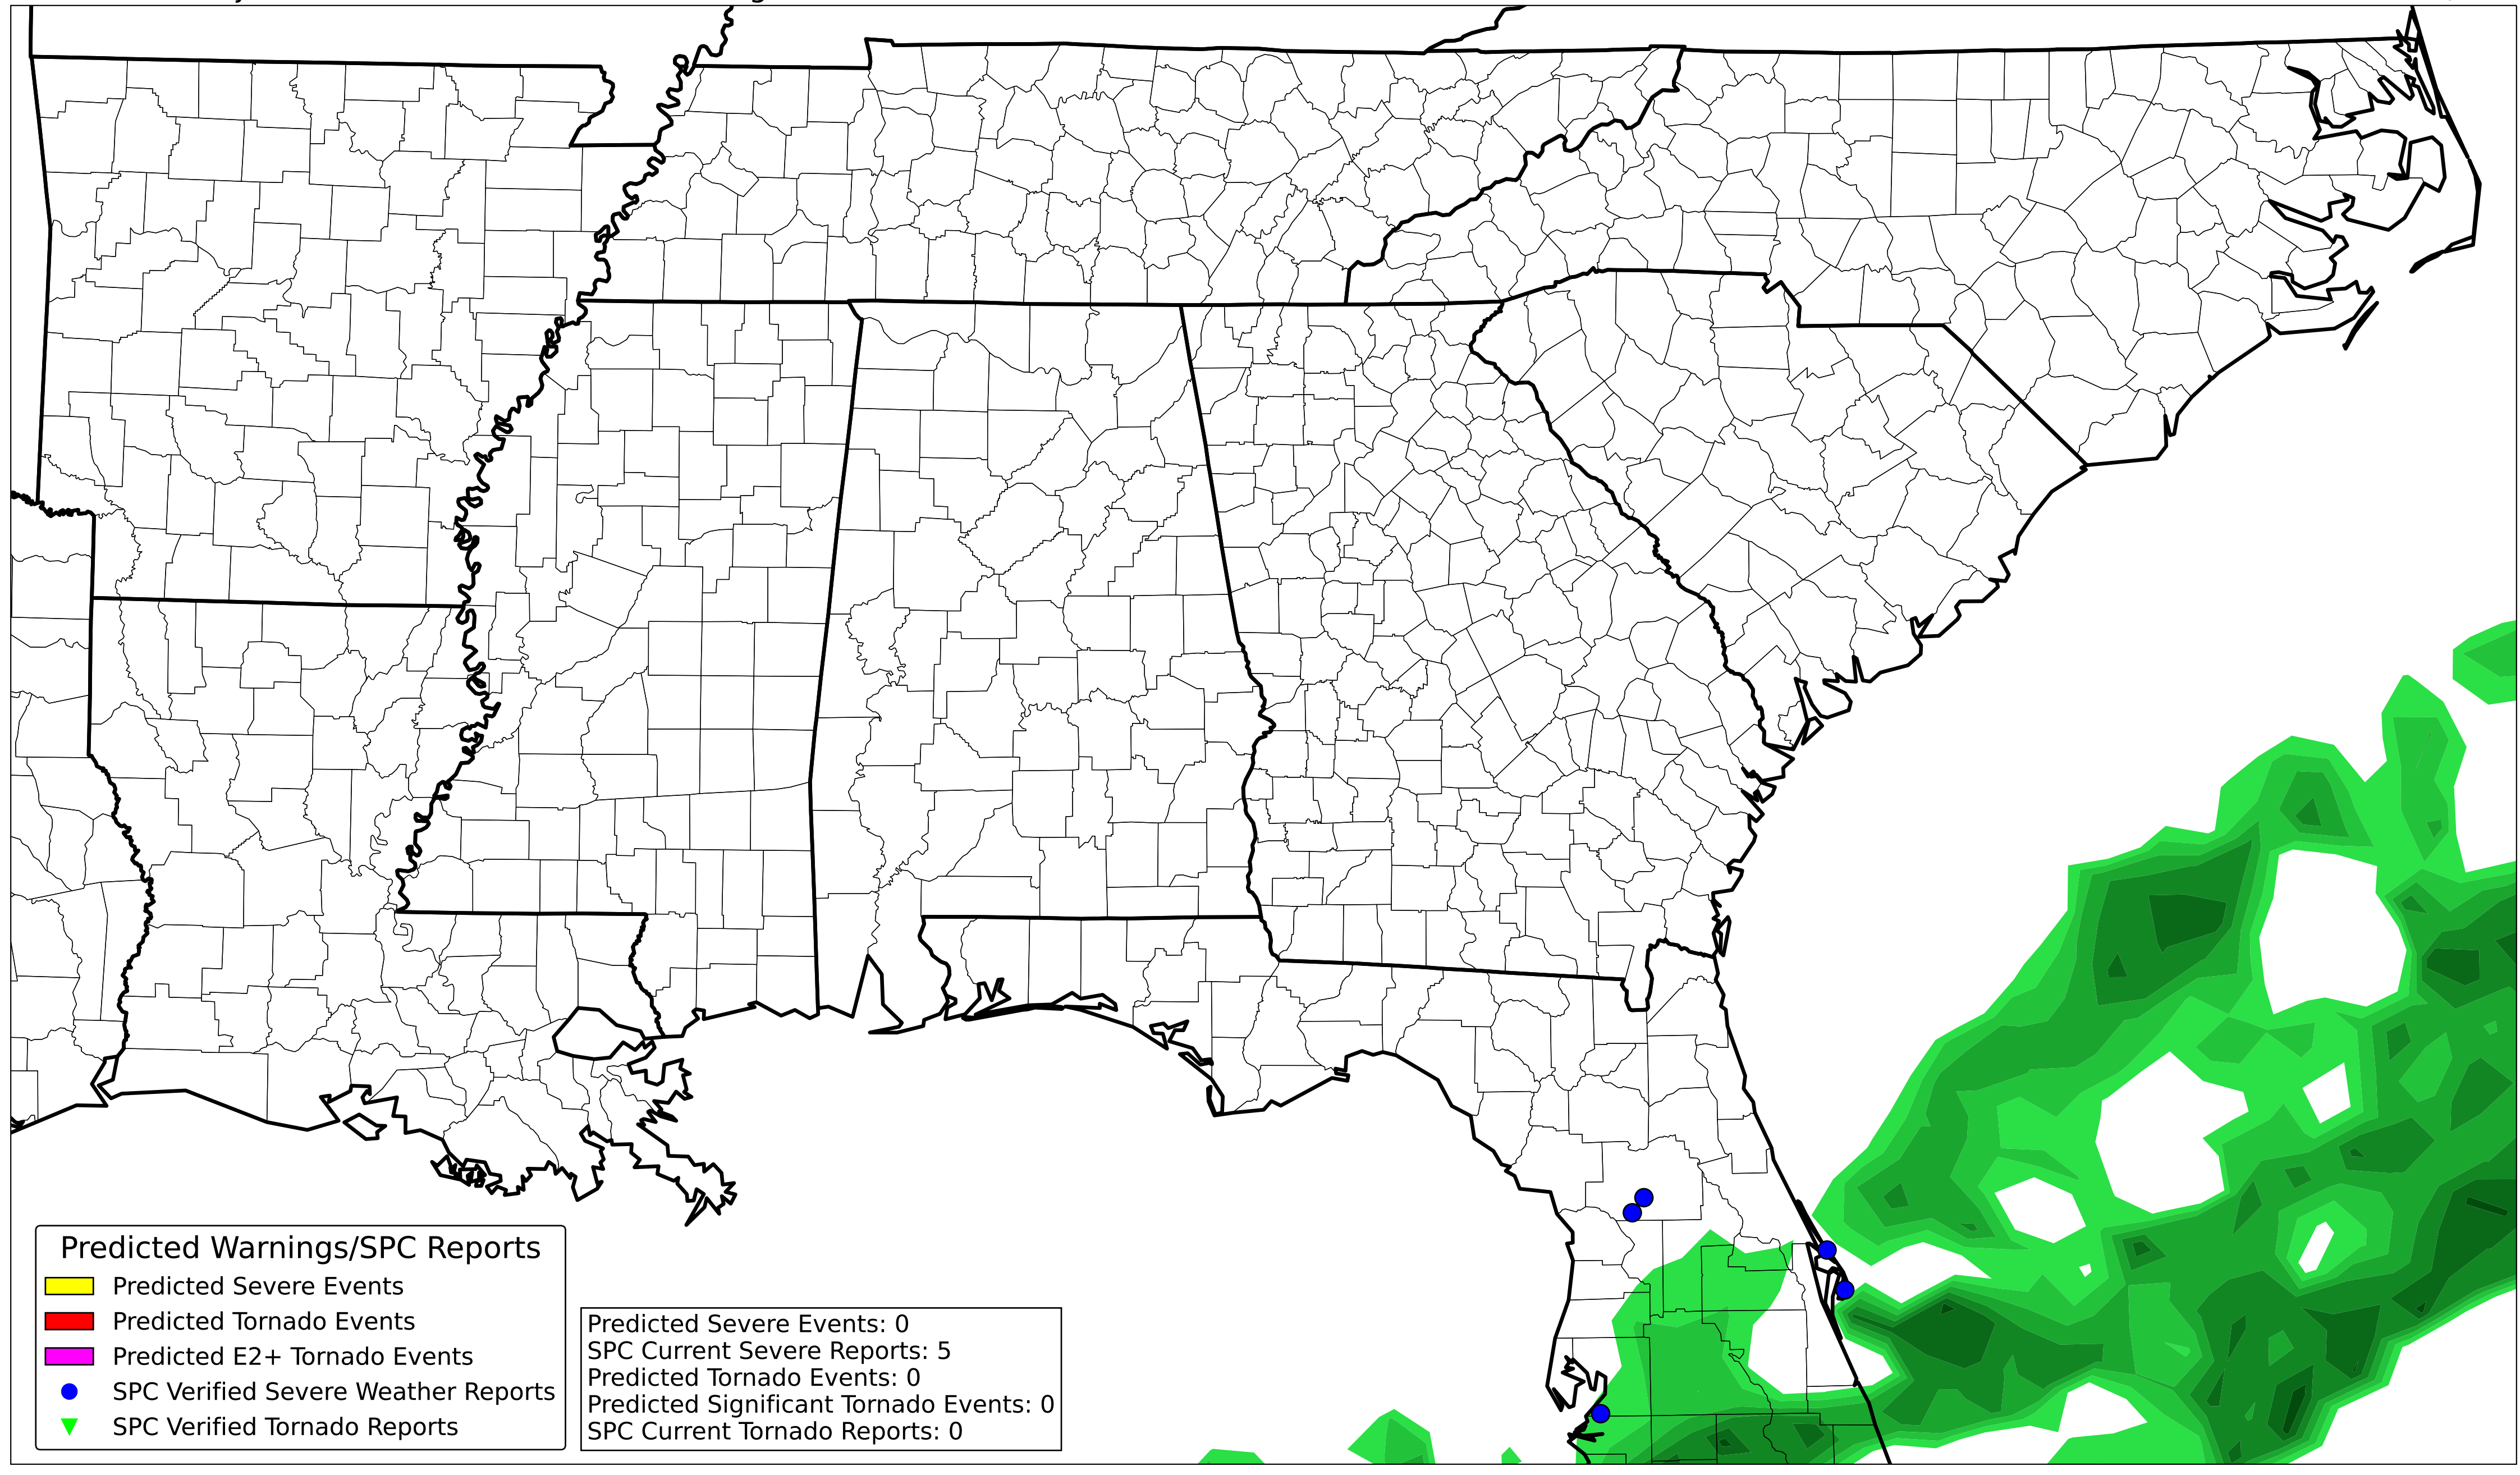 Predicted Warnings/SPC Reports
Predicted Severe Events
Predicted Tornado Events
Predicted E2+ Tornado Events
SPC Verified Severe Weather Reports
SPC Verified Tornado Reports
Predicted Severe Events: 0
SPC Current Severe Reports: 5
Predicted Tornado Events: 0
Predicted Significant Tornado Events: 0
SPC Current Tornado Reports: 0